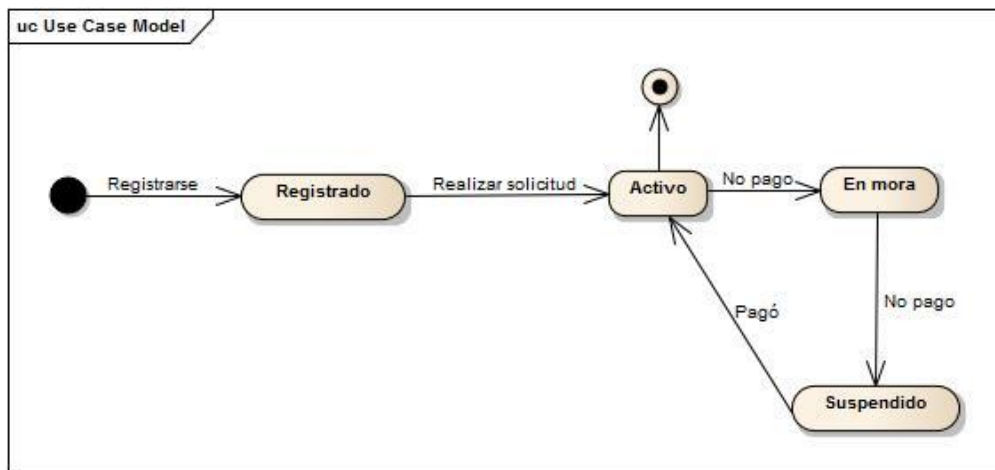 uc Use Case Model
Registrarse
Registrado
Realizar solicitud
Activo
No pago
En mora
No pago
Pagó
Suspendido